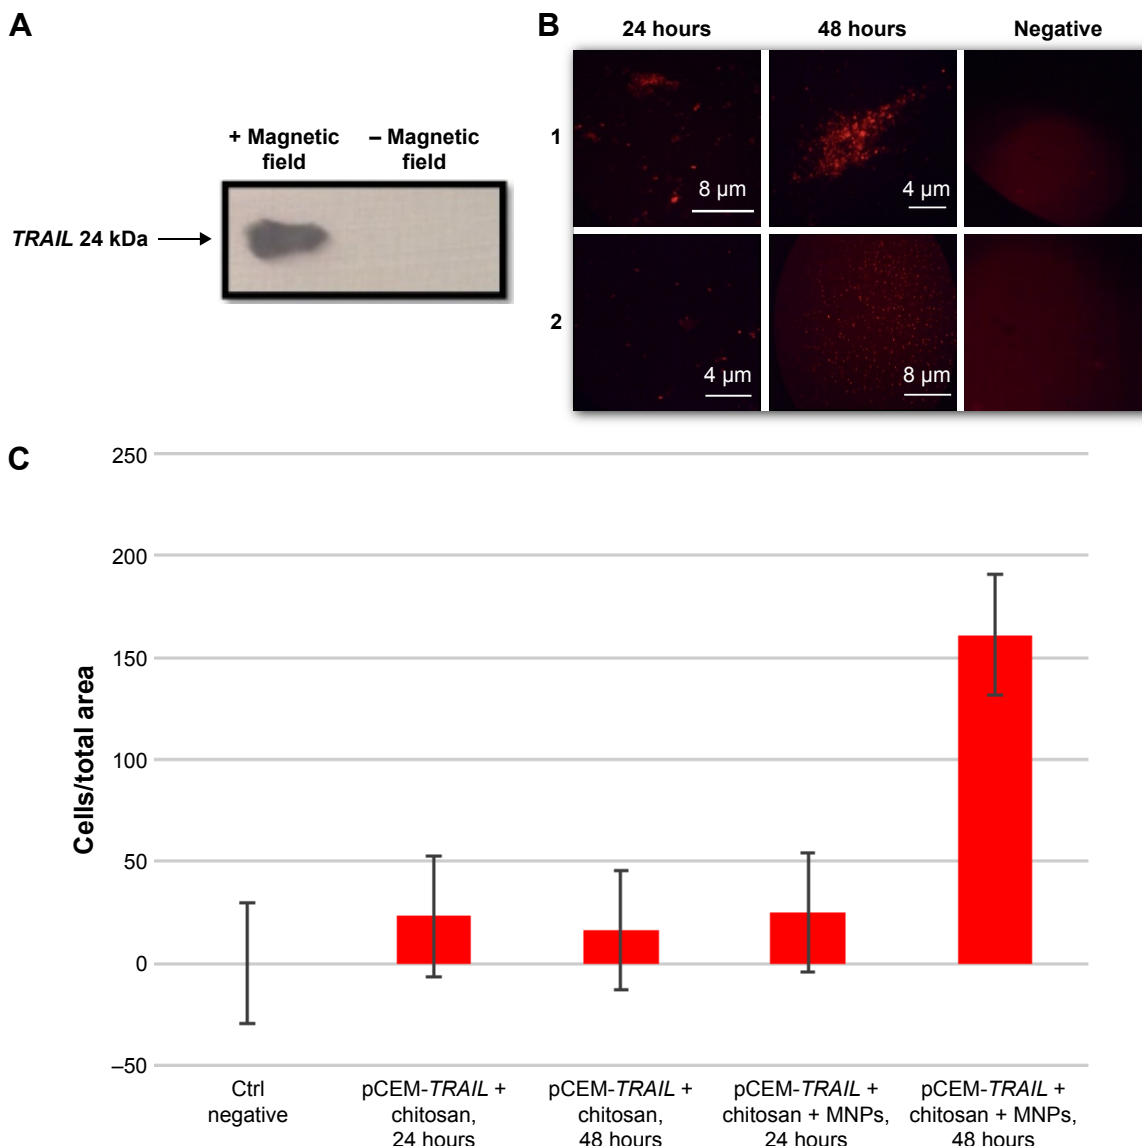 A
+ Magnetic
field
– Magnetic
field
TRAIL 24 kDa
B
24 hours
48 hours
Negative
1
8 µm
4 µm
2
4 µm
8 µm
C
Cells/total area
250
200
150
100
50
0
–50
Ctrl
negative
pCEM-TRAIL +
chitosan,
24 hours
pCEM-TRAIL +
chitosan,
48 hours
pCEM-TRAIL +
chitosan + MNPs,
24 hours
pCEM-TRAIL +
chitosan + MNPs,
48 hours